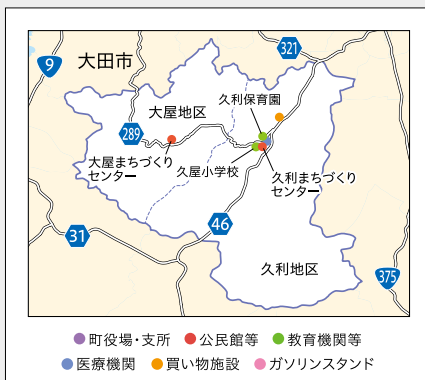 321
9
大田市
375
久利保育園
大屋地区
289
大屋まちづくり
センター
久屋小学校
久利まちづくり
センター
46
31
久利地区
町役場・支所
公民館等
教育機関等
医療機関
買い物施設
ガソリンスタンド